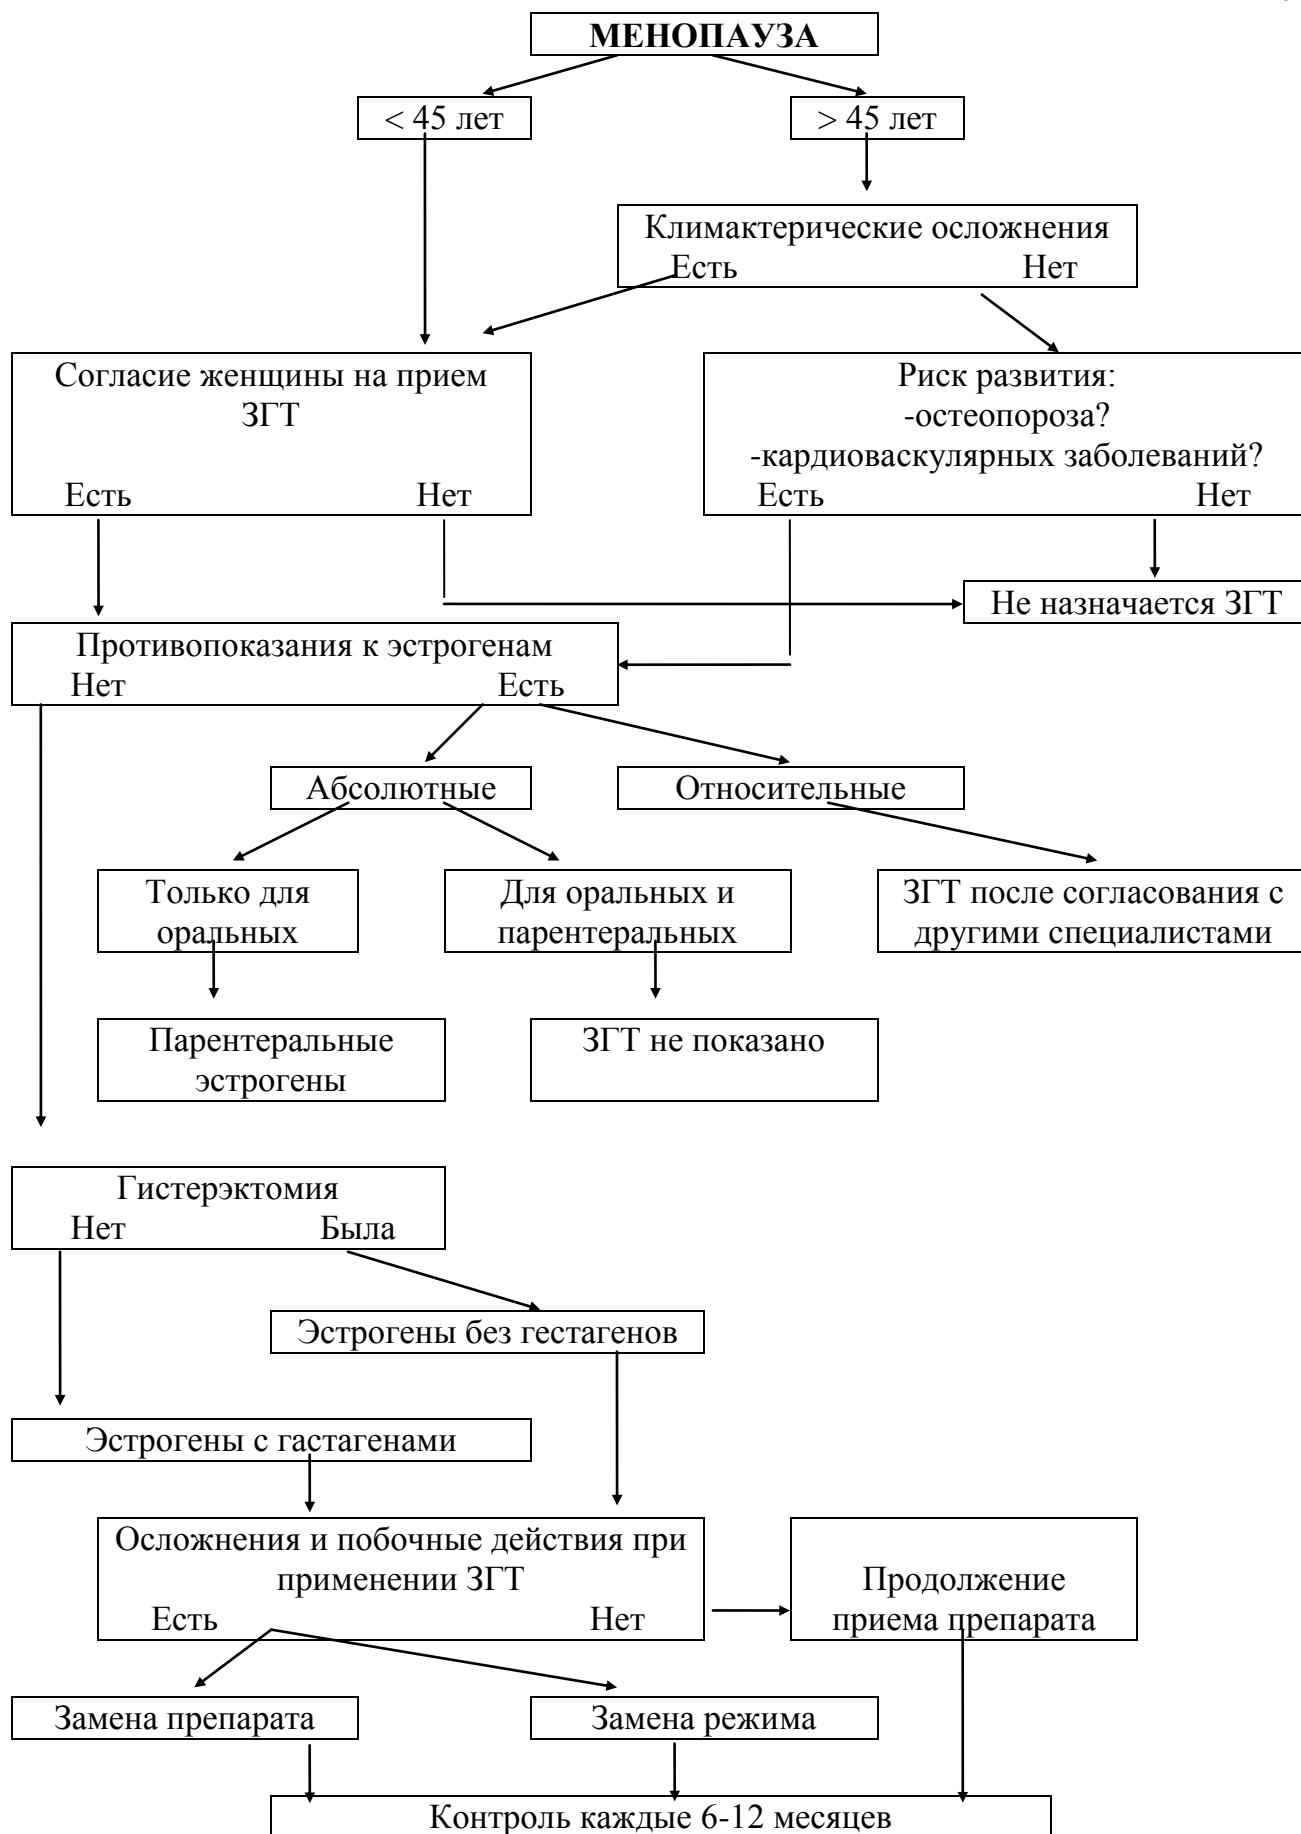 МЕНОПАУЗА
< 45 лет
> 45 лет
Климактерические осложнения
Есть Нет
Согласие женщины на прием
ЗГТ
Есть Нет
Риск развития:
-остеопороза?
-кардиоваскулярных заболеваний?
Есть Нет
Не назначается ЗГТ
Противопоказания к эстрогенам
Нет Есть
Абсолютные
Относительные
Только для
оральных
Для оральных и
парентеральных
ЗГТ после согласования с
другими специалистами
Парентеральные
эстрогены
ЗГТ не показано
Гистерэктомия
Нет Была
Эстрогены без гестагенов
Эстрогены с гастагенами
Осложнения и побочные действия при
применении ЗГТ
Есть Нет
Продолжение
приема препарата
Замена препарата
Замена режима
Контроль каждые 6-12 месяцев